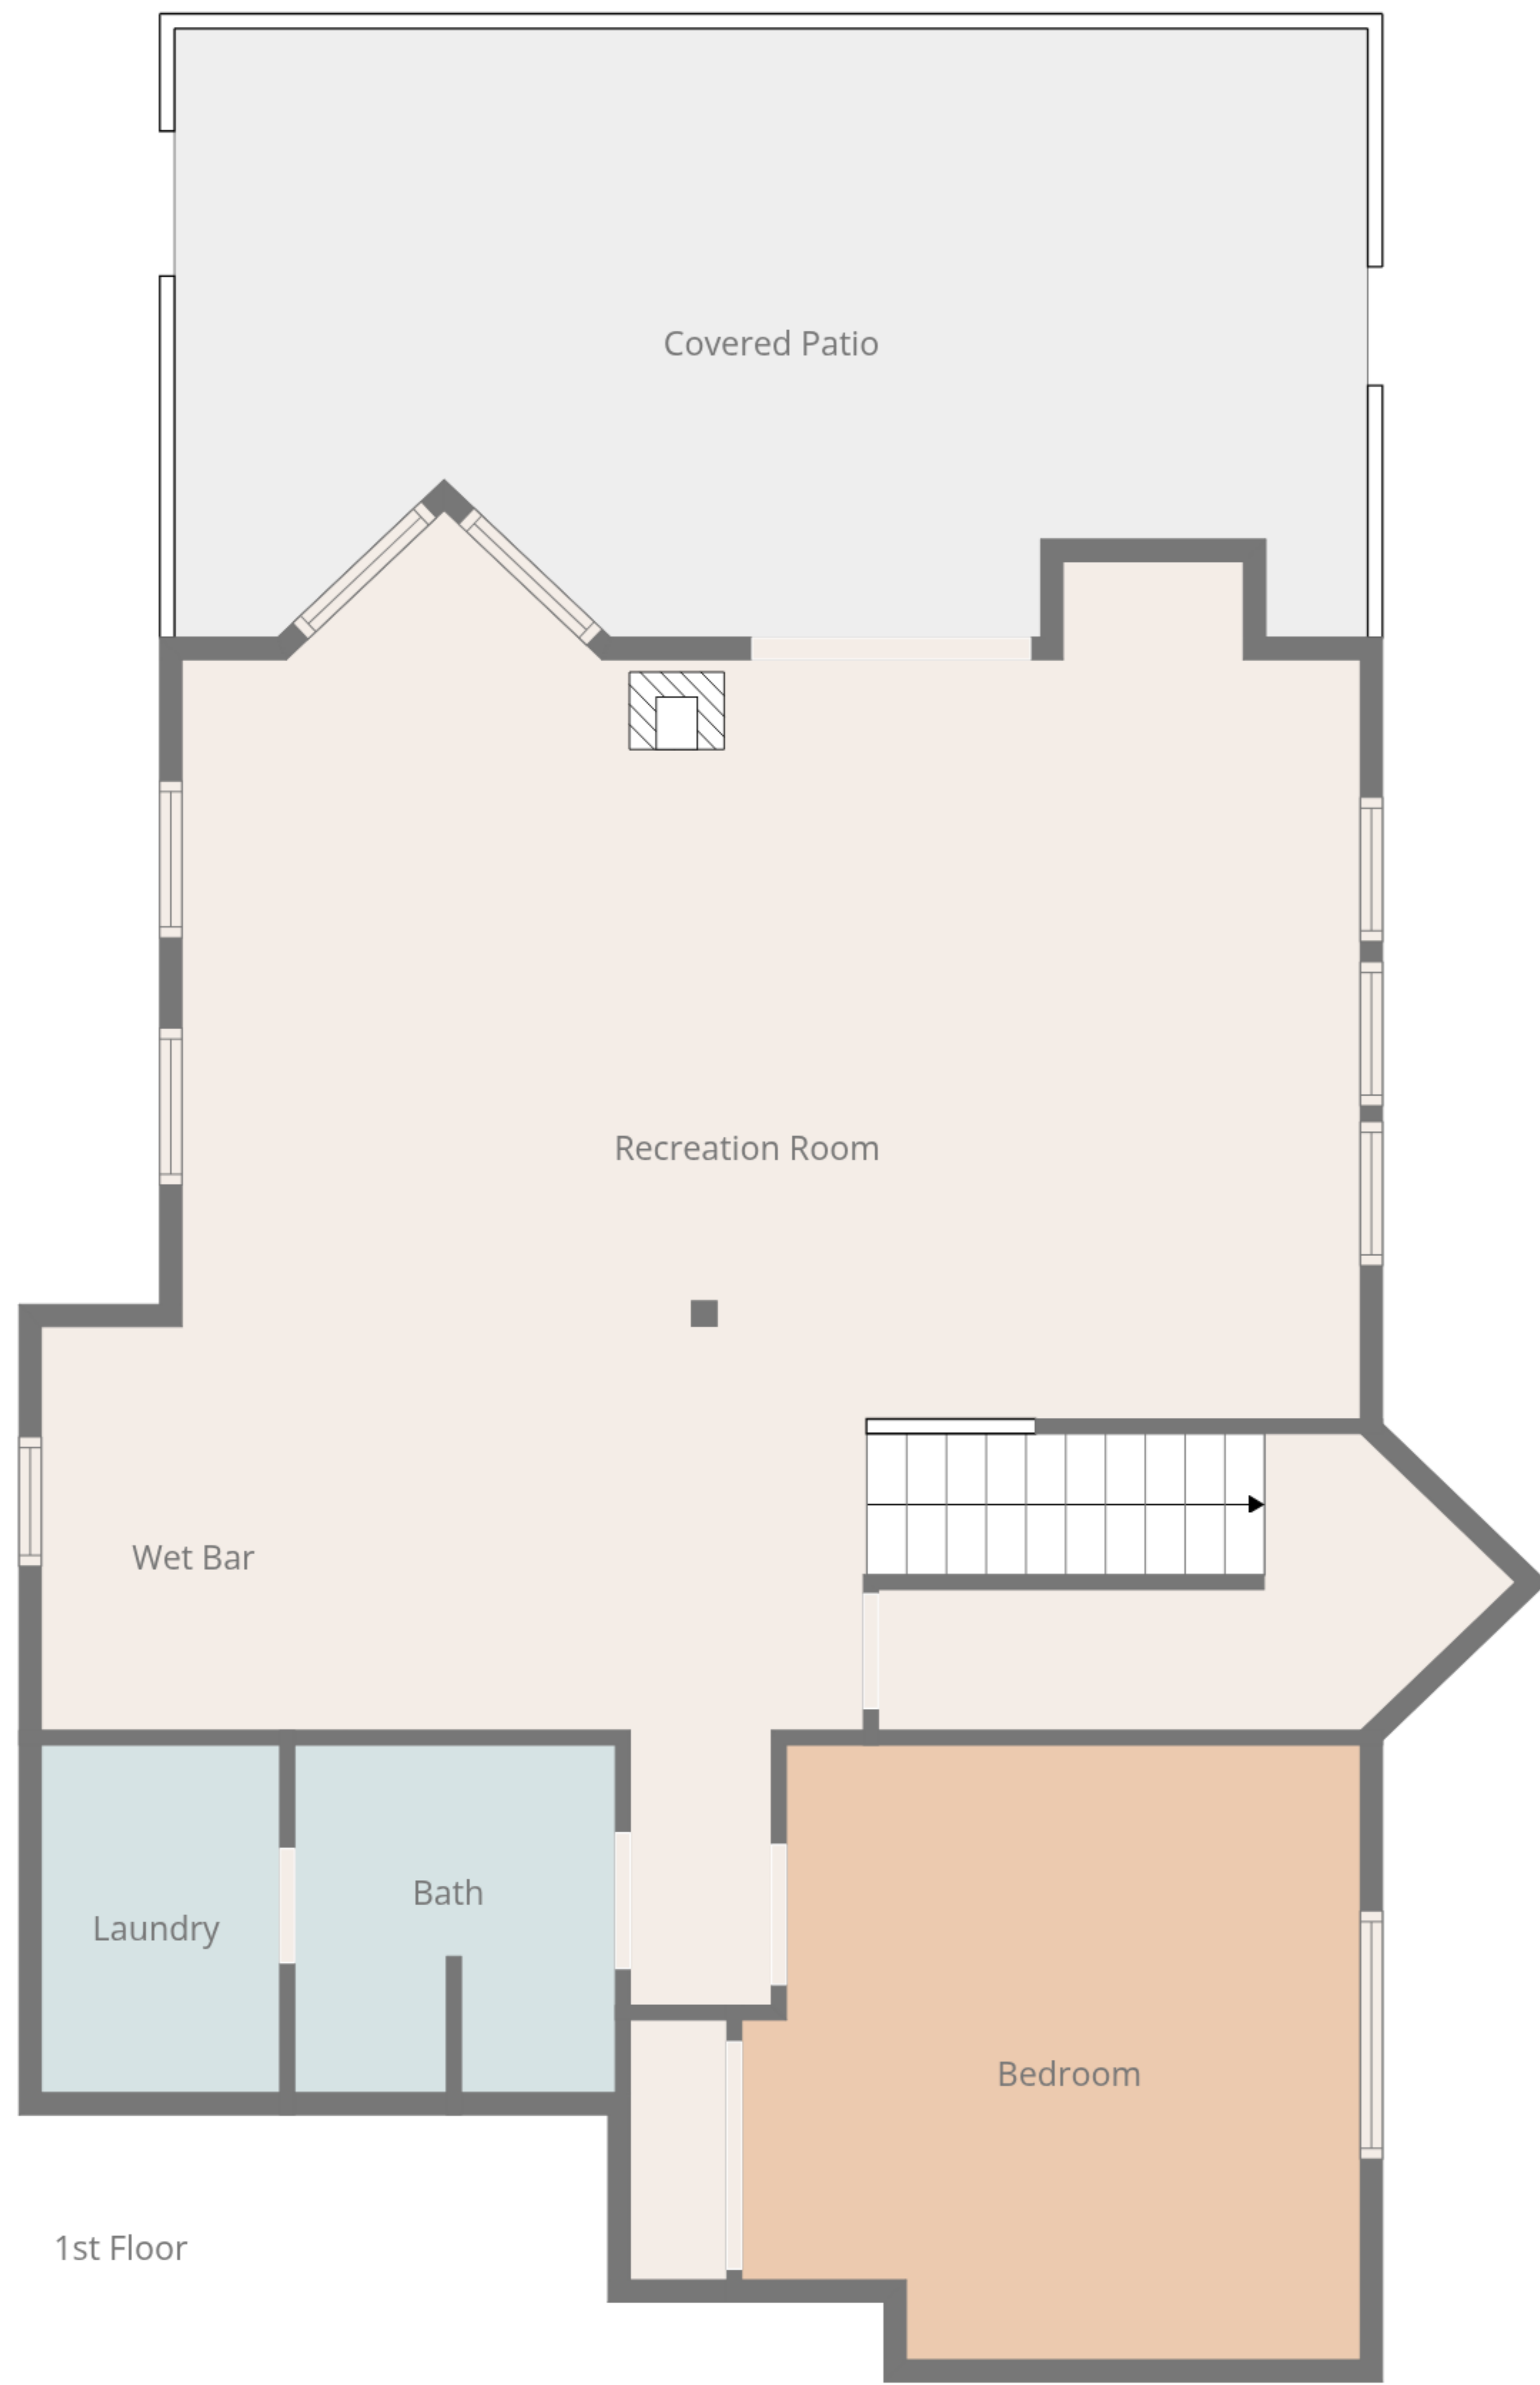 Covered Patio
Recreation Room
Wet Bar
Bath
Laundry
Bedroom
1st Floor